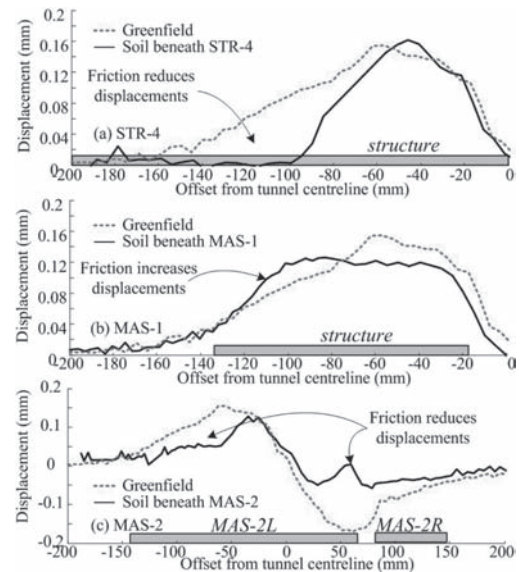 0.2
0.16
0.12
0.08
0.04
0
Displacement (mm)
Greenfield
Soil beneath STR-4
Friction reduces
displacements
(a) STR-4
structure
-200 -180 -160 -140 -120 -100 -80 -60 -40 -20 0
Offset from tunnel centreline (mm)
0.2
0.16
0.12
0.08
0.04
Displacement (mm)
Greenfield
Soil beneath MAS-1
Friction increases
displacements
(b) MAS-1
structure
-200 -180 -160 -140 -120 -100 -80 -60 -40 -20 0
Offset from tunnel centreline (mm)
0.2
0.1
0
-0.1
-0.2
Displacement (mm)
Friction reduces
displacements
Greenfield
Soil beneath MAS-2
(c) MAS-2
MAS-2L
MAS-2R
-200 -150 -100 -50 0 50 100 150 200
Offset from tunnel centreline (mm)